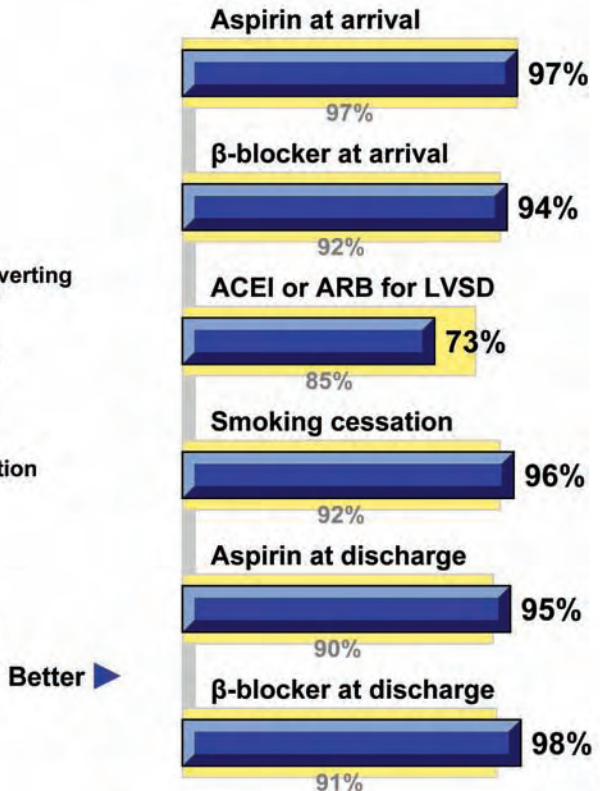 Aspirin at arrival
97%
97%
β-blocker at arrival
94%
92%
verting
ACEI or ARB for LVSD
73%
85%
Smoking cessation
tion
96%
92%
Aspirin at discharge
95%
90%
Better
β-blocker at discharge
98%
91%